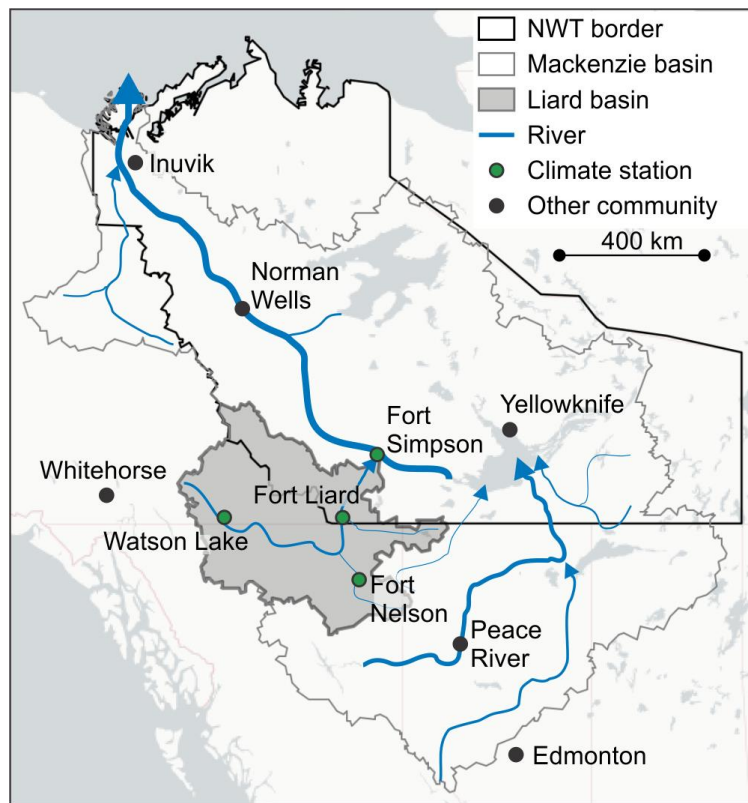 NWT border
Mackenzie basin
Liard basin
River
Climate station
Other community
400 km
Inuvik
Norman
Wells
Fort
Simpson
Yellowknife
Whitehorse
Fort Liard
Watson Lake
Fort
Nelson
Peace
River
Edmonton